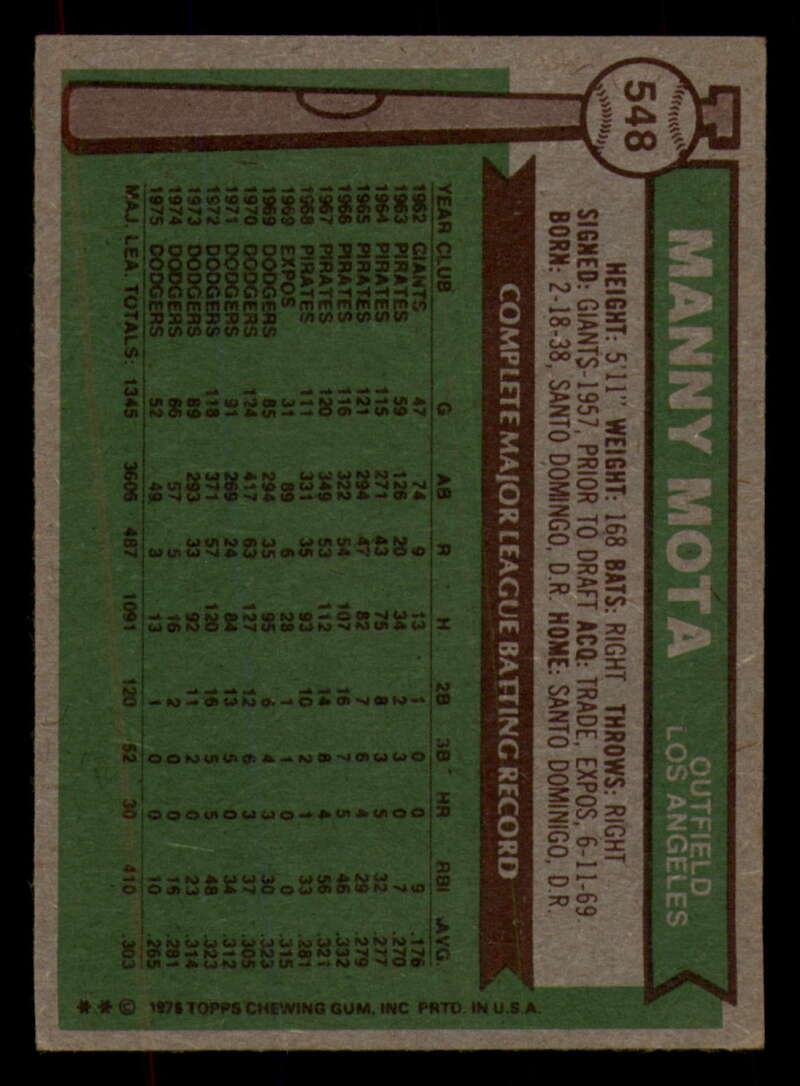 548
MANNY MOTA
OUTFIELD
LOS ANGELES
HEIGHT: 5'11" WEIGHT: 168 BATS: RIGHT THROWS: RIGHT
SIGNED: GIANTS-1957, PRIOR TO DRAFT ACQ: TRADE, EXPOS, 6-11-69
BORN: 2-18-38, SANTO DOMINGO, D.R. HOME: SANTO DOMINIGO, D.R.
COMPLETE MAJOR LEAGUE BATTING RECORD
YEAR CLUB G AB R H 2B 3B HR RBI AVG.
1962 GIANTS 47 74 9 13 1 0 0 9 .176
1963 PIRATES 59 126 20 34 2 3 0 7 .270
1964 PIRATES 115 271 43 75 8 3 5 32 .277
1965 PIRATES 121 294 47 82 7 6 4 29 .279
1966 PIRATES 116 322 54 107 16 7 5 46 .332
1967 PIRATES 120 349 53 112 14 8 4 56 .321
1968 PIRATES 111 331 35 93 10 2 1 33 .281
1969 EXPOS 31 89 6 28 1 1 0 0 .315
1969 DODGERS 85 294 35 95 6 4 3 30 .323
1970 DODGERS 124 417 63 127 12 6 3 37 .305
1971 DODGERS 91 269 24 84 13 5 0 34 .312
1972 DODGERS 118 371 57 120 16 5 5 48 .323
1973 DODGERS 89 293 33 92 11 2 0 23 .314
1974 DODGERS 66 57 5 16 2 0 0 16 .281
1975 DODGERS 52 49 3 13 1 0 0 10 .265
MAJ. LEA. TOTALS: 1345 3606 487 1091 120 52 30 410 .303
* * © 1976 TOPPS CHEWING GUM, INC PRTD. IN U.S.A.